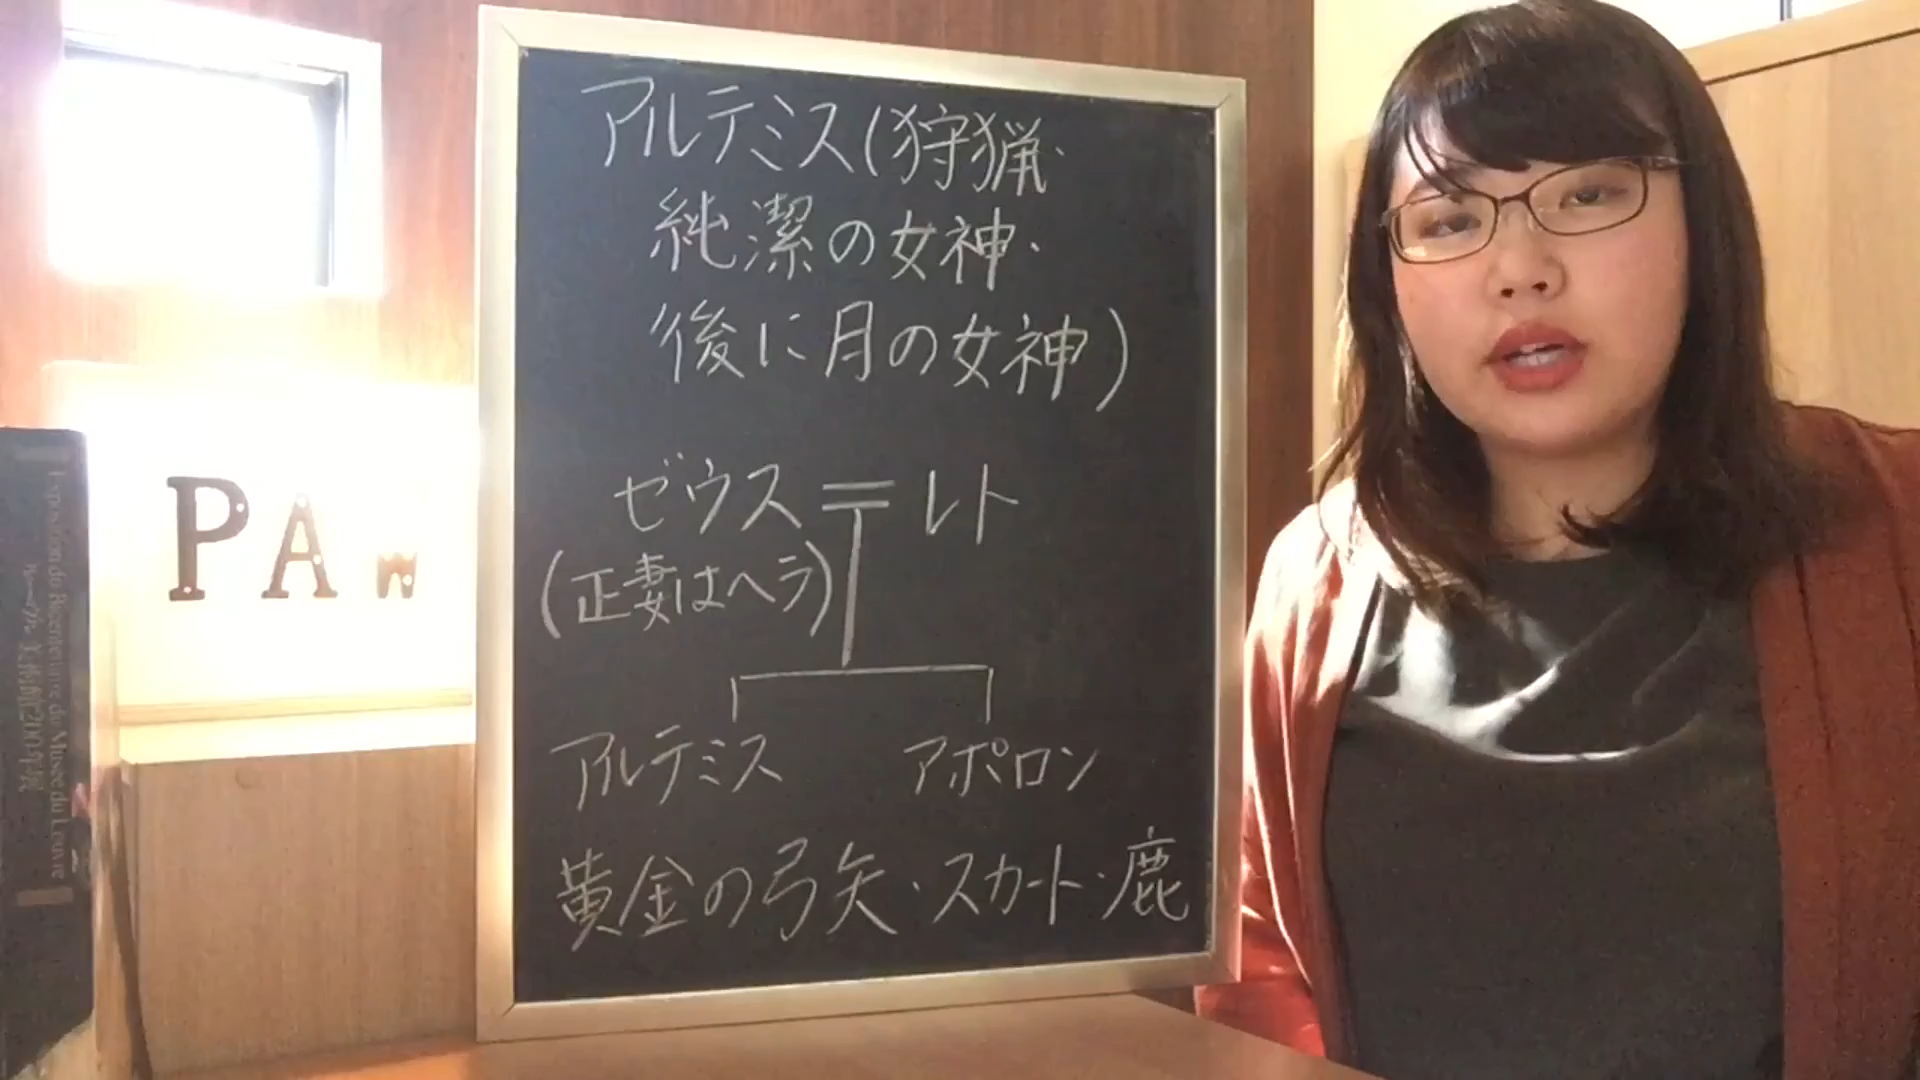 アルテミス(狩猟・
純潔の女神・
後に月の女神)
ゼウス レト
(正妻はヘラ)
アルテミス アポロン
黄金の弓矢・スカート・鹿
PAW